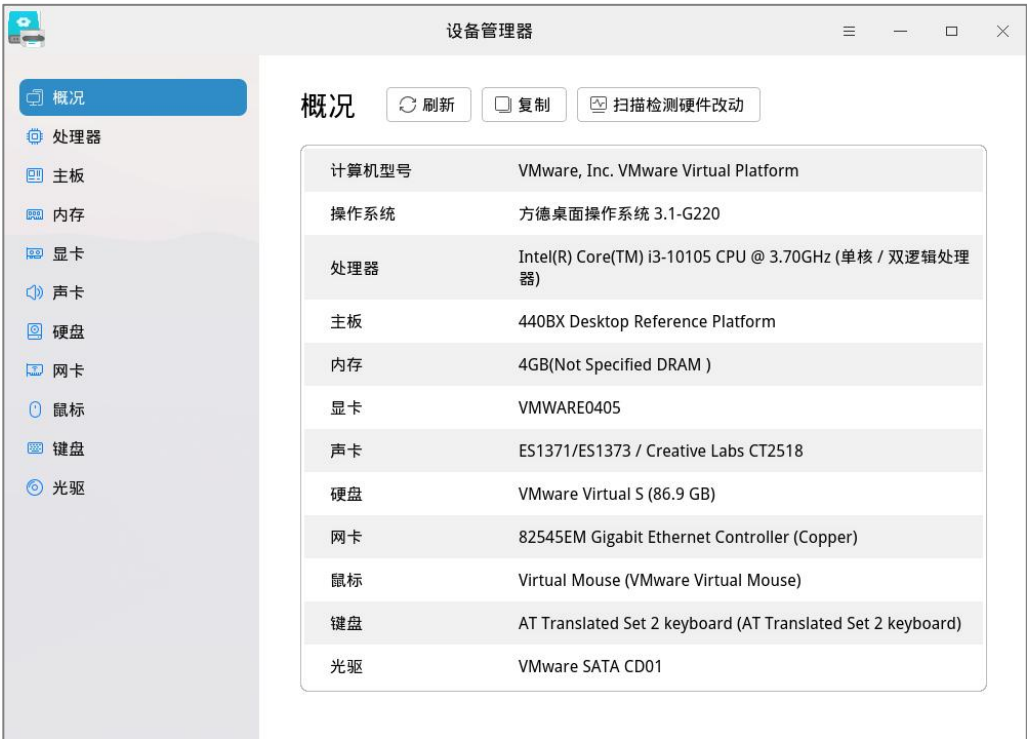 设备管理器
概况
处理器
主板
内存
显卡
声卡
硬盘
网卡
鼠标
键盘
光驱
概况 刷新 复制 扫描检测硬件改动
计算机型号 VMware, Inc. VMware Virtual Platform
操作系统 方德桌面操作系统 3.1-G220
处理器 Intel(R) Core(TM) i3-10105 CPU @ 3.70GHz (单核 / 双逻辑处理
器)
主板 440BX Desktop Reference Platform
内存 4GB(Not Specified DRAM )
显卡 VMWARE0405
声卡 ES1371/ES1373 / Creative Labs CT2518
硬盘 VMware Virtual S (86.9 GB)
网卡 82545EM Gigabit Ethernet Controller (Copper)
鼠标 Virtual Mouse (VMware Virtual Mouse)
键盘 AT Translated Set 2 keyboard (AT Translated Set 2 keyboard)
光驱 VMware SATA CD01